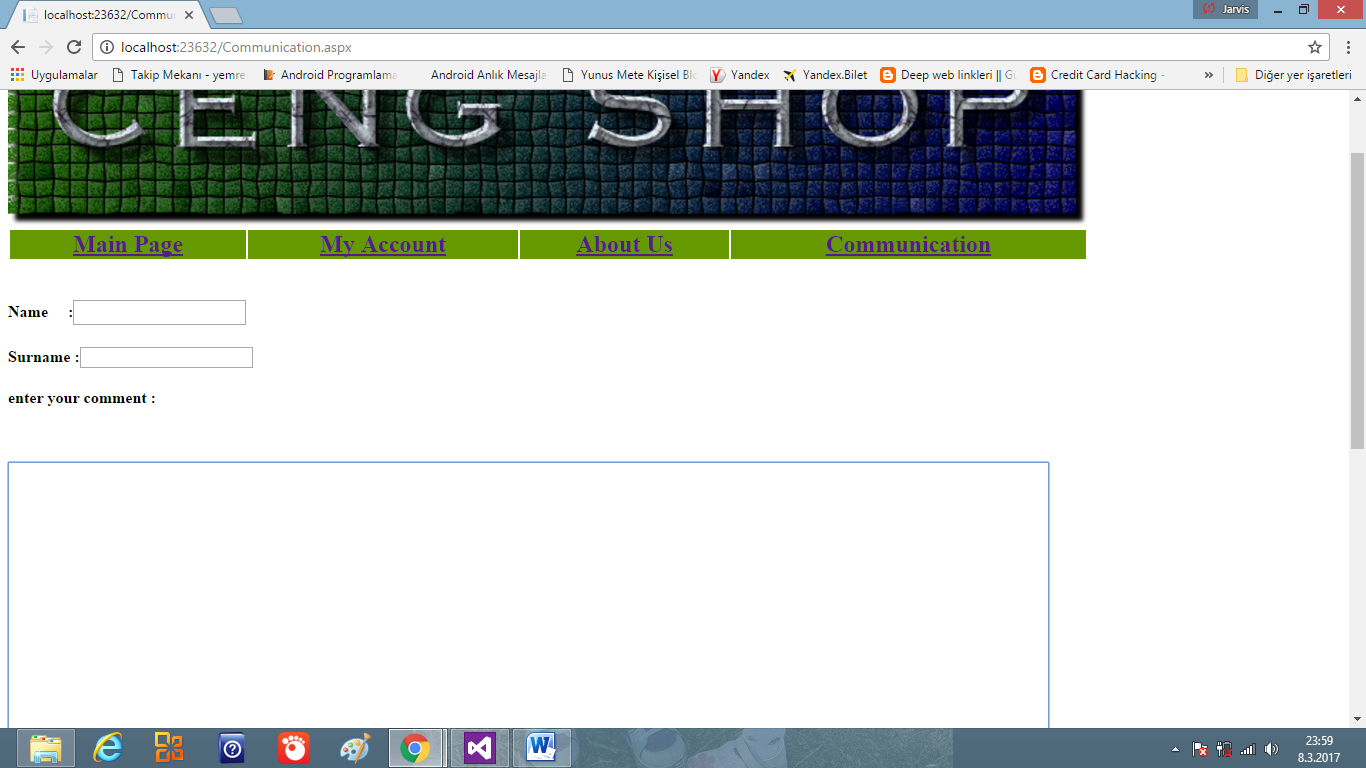 localhost:23632/Commu
Jarvis
localhost:23632/Communication.aspx
Uygulamalar
Takip Mekanı - yemre
Android Programlama
Android Anlık Mesajla
Yunus Mete Kişisel Blo
Yandex
Yandex.Bilet
Deep web linkleri || Gü
Credit Card Hacking -
»
Diğer yer işaretleri
CENG SHOP
Main Page
My Account
About Us
Communication
Name :
Surname :
enter your comment :
23:59
8.3.2017